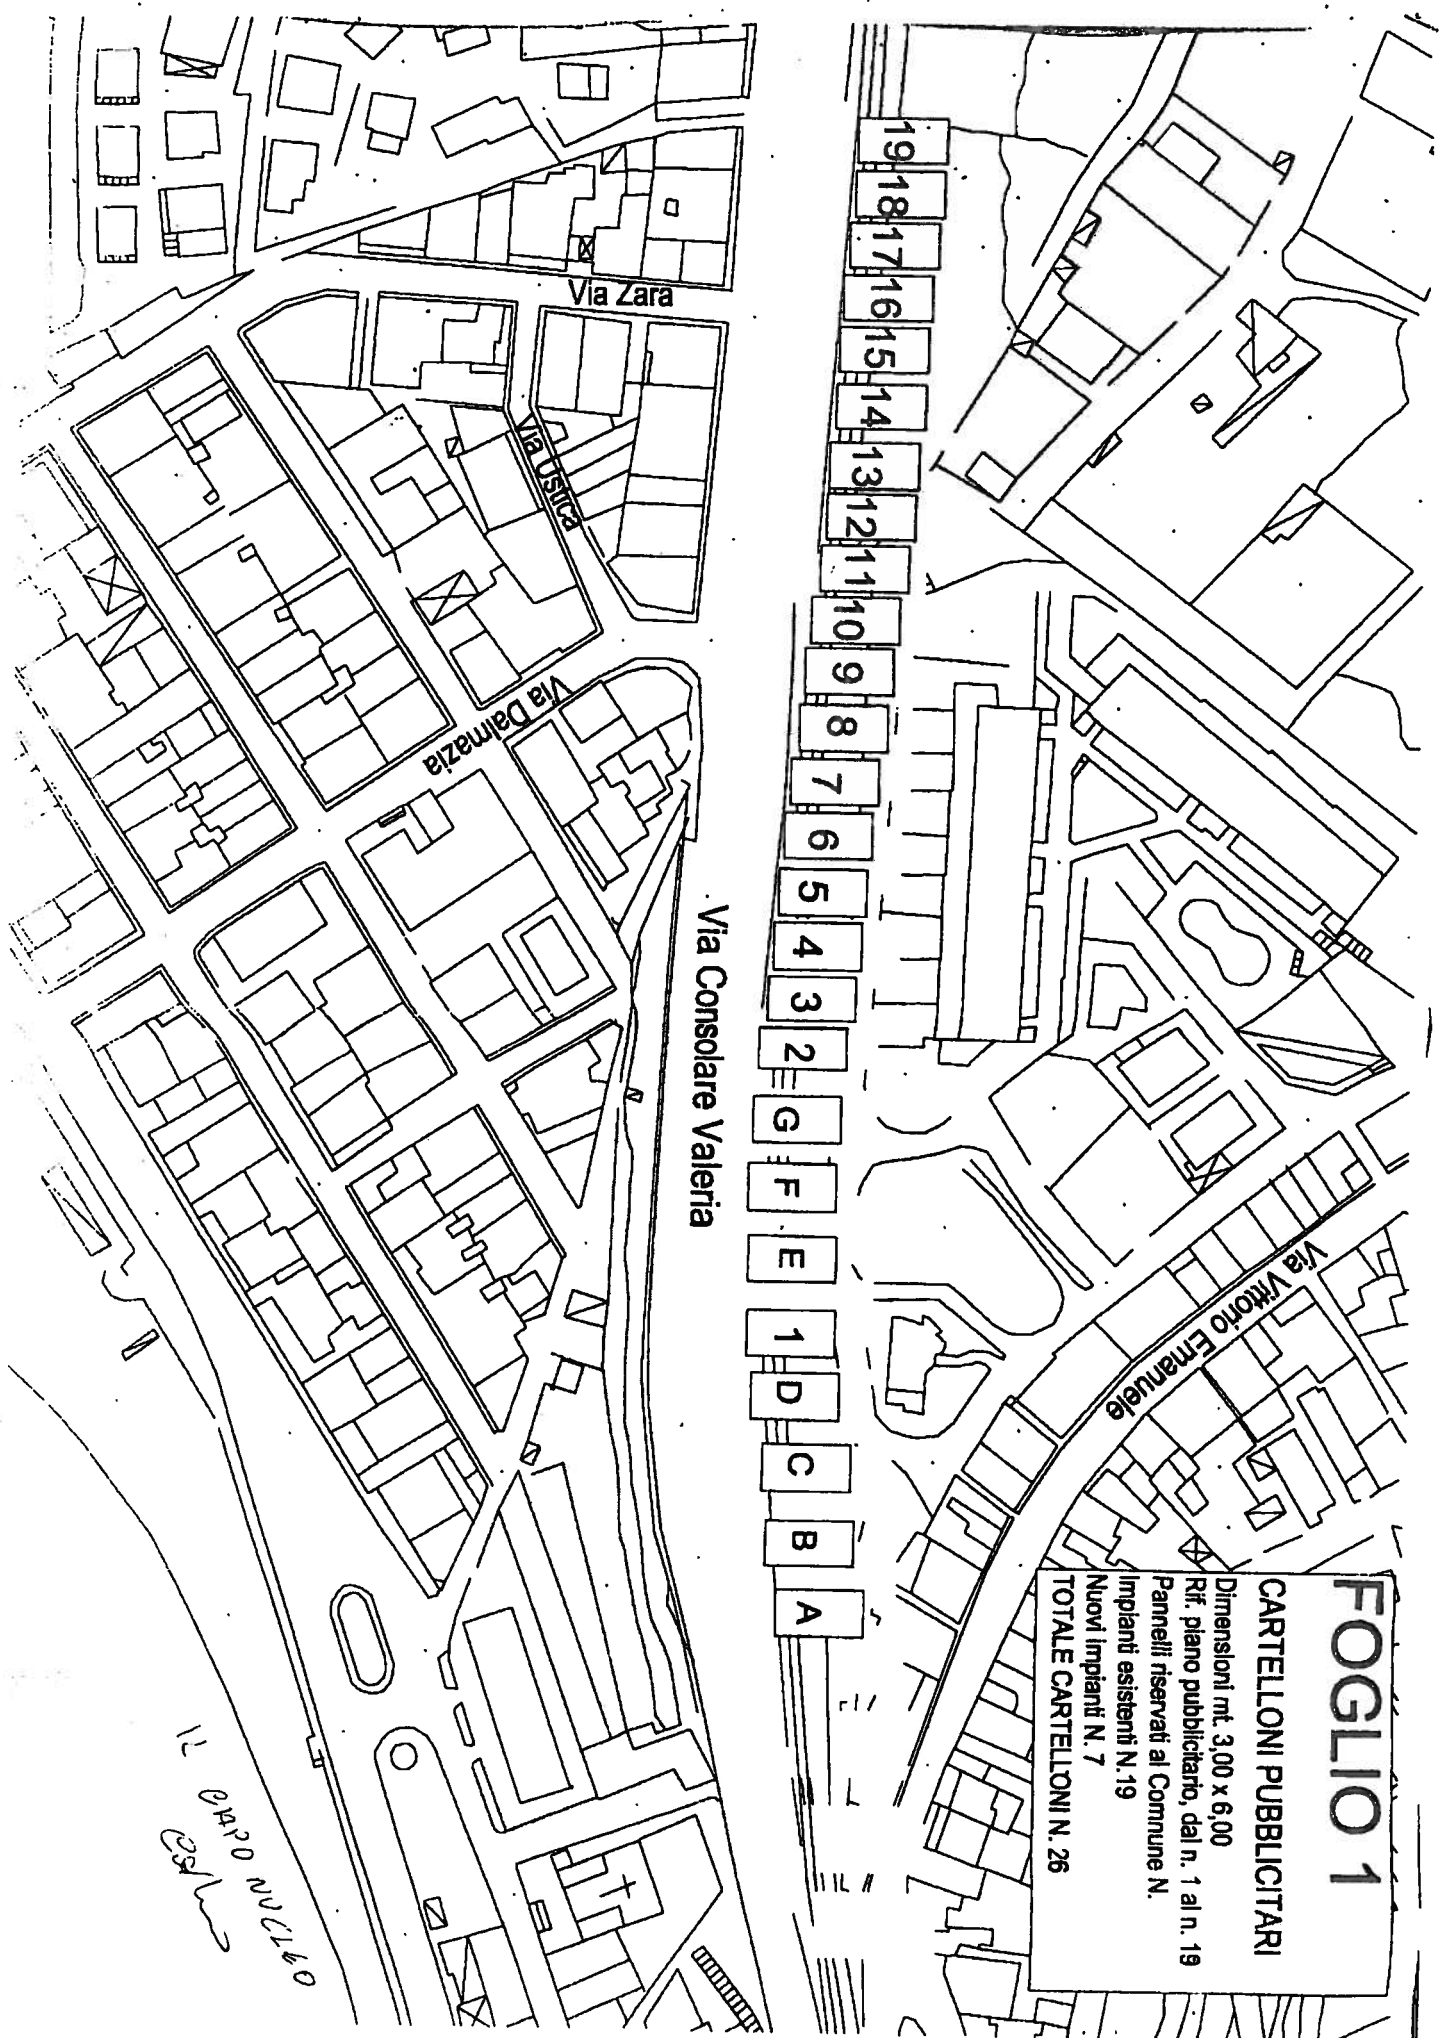 FOGLIO 1
CARTELLONI PUBBLICITARI
Dimensioni mt. 3,00 x 6,00
Rif. piano pubblicitario, dal n. 1 al n. 19
Pannelli riservati al Comune N.
Impianti esistenti N.19
Nuovi impianti N. 7
TOTALE CARTELLONI N. 26
Via Vittorio Emanuele
19
18
17
16
15
14
13
12
11
10
9
8
7
6
5
4
3
2
G
F
E
1
D
C
B
A
Via Consolare Valeria
Via Zara
Via Ustica
Via Dalmazia
IL CAPO NUCLEO